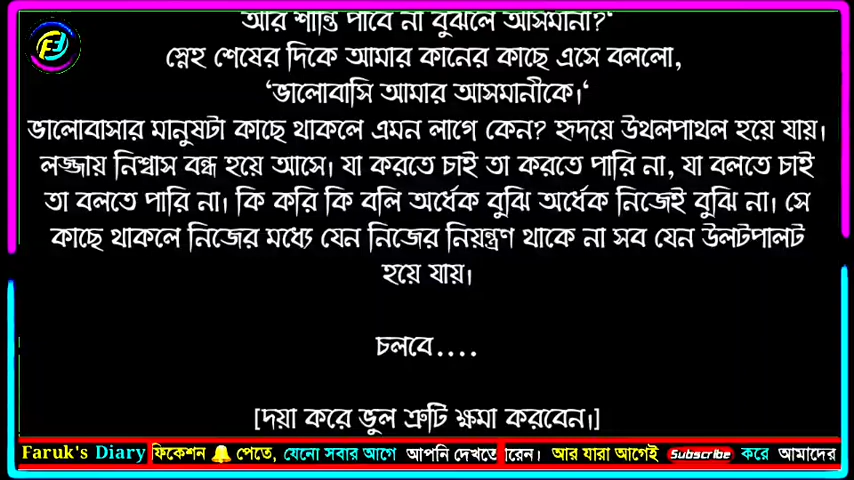 আর শান্তি পাবে না বুঝলে আসমানী?‘
স্নেহ শেষের দিকে আমার কানের কাছে এসে বললো,
‘ভালোবাসি আমার আসমানীকে।‘
ভালোবাসার মানুষটা কাছে থাকলে এমন লাগে কেন? হৃদয়ে উথলপাথল হয়ে যায়।
লজ্জায় নিশ্বাস বন্ধ হয়ে আসে। যা করতে চাই তা করতে পারি না, যা বলতে চাই
তা বলতে পারি না। কি করি কি বলি অর্ধেক বুঝি অর্ধেক নিজেই বুঝি না। সে
কাছে থাকলে নিজের মধ্যে যেন নিজের নিয়ন্ত্রণ থাকে না সব যেন উলটপালট
হয়ে যায়।
চলবে....
[দয়া করে ভুল ত্রুটি ক্ষমা করবেন।]
Faruk's Diary ফিকেশন 🔔 পেতে, যেনো সবার আগে আপনি দেখতে রেন। আর যারা আগেই Subscribe করে আমাদের